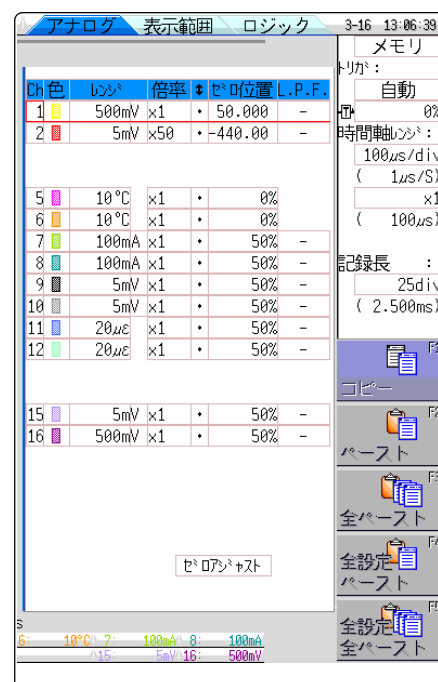 アナログ 表示範囲 ロジック 3-16 13:06:39
メモリ
トリガ:
自動
0%
時間軸レンジ:
100μs/div
( 1μs/S)
x1
( 100μs)
記録長 :
25div
( 2.500ms)
Ch 色 レンジ 倍率 ⬍ ゼロ位置 L.P.F.
1 500mV x1 ・ 50.000 -
2 5mV x50 ・ -440.00 -
5 10°C x1 ・ 0%
6 10°C x1 ・ 0%
7 100mA x1 ・ 50% -
8 100mA x1 ・ 50% -
9 5mV x1 ・ 50% -
10 5mV x1 ・ 50% -
11 20με x1 ・ 50% -
12 20με x1 ・ 50% -
15 5mV x1 ・ 50% -
16 500mV x1 ・ 50% -
ゼロアジャスト
F1
コピー
F2
ペースト
F3
全ペースト
F4
全設定
ペースト
F5
全設定
全ペースト
s
6: 10°C 7: 100mA 8: 100mA
15: 5mV 16: 500mV